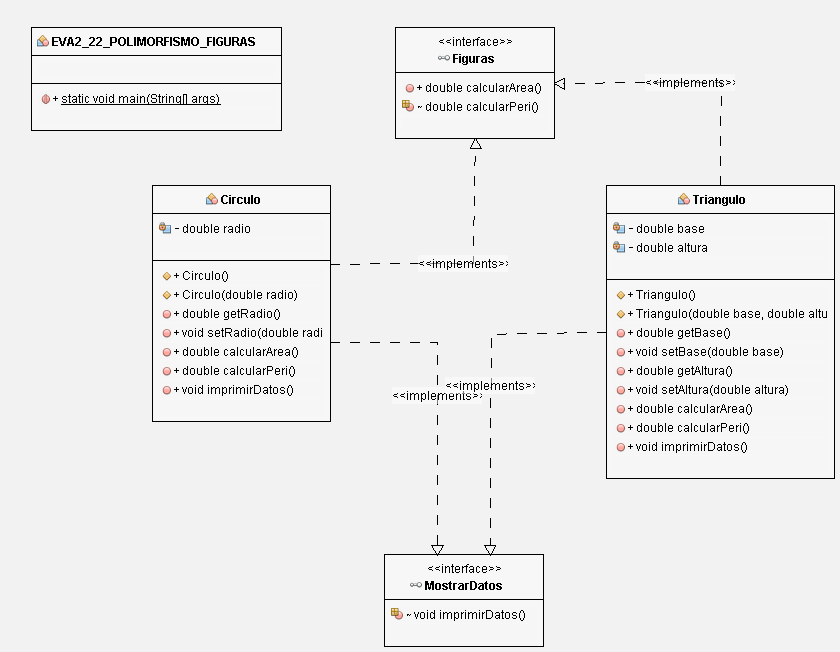 EVA2_22_POLIMORFISMO_FIGURAS
+ static void main(String[] args)
<<interface>>
Figuras
+ double calcularArea()
~ double calcularPeri()
<<implements>>
Circulo
- double radio
+ Circulo()
+ Circulo(double radio)
+ double getRadio()
+ void setRadio(double radi
+ double calcularArea()
+ double calcularPeri()
+ void imprimirDatos()
<<implements>>
Triangulo
- double base
- double altura
+ Triangulo()
+ Triangulo(double base, double altu
+ double getBase()
+ void setBase(double base)
+ double getAltura()
+ void setAltura(double altura)
+ double calcularArea()
+ double calcularPeri()
+ void imprimirDatos()
<<implements>>
<<implements>>
<<interface>>
MostrarDatos
~ void imprimirDatos()